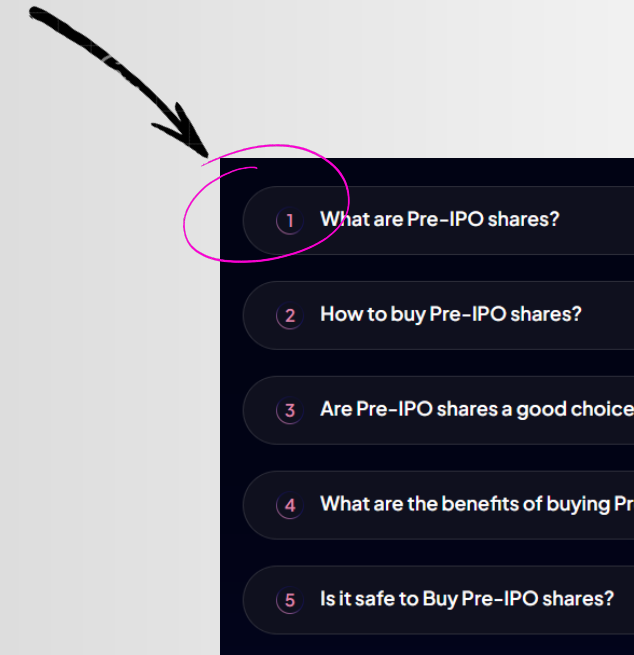 1 What are Pre-IPO shares?
2 How to buy Pre-IPO shares?
3 Are Pre-IPO shares a good choice
4 What are the benefits of buying Pr
5 Is it safe to Buy Pre-IPO shares?